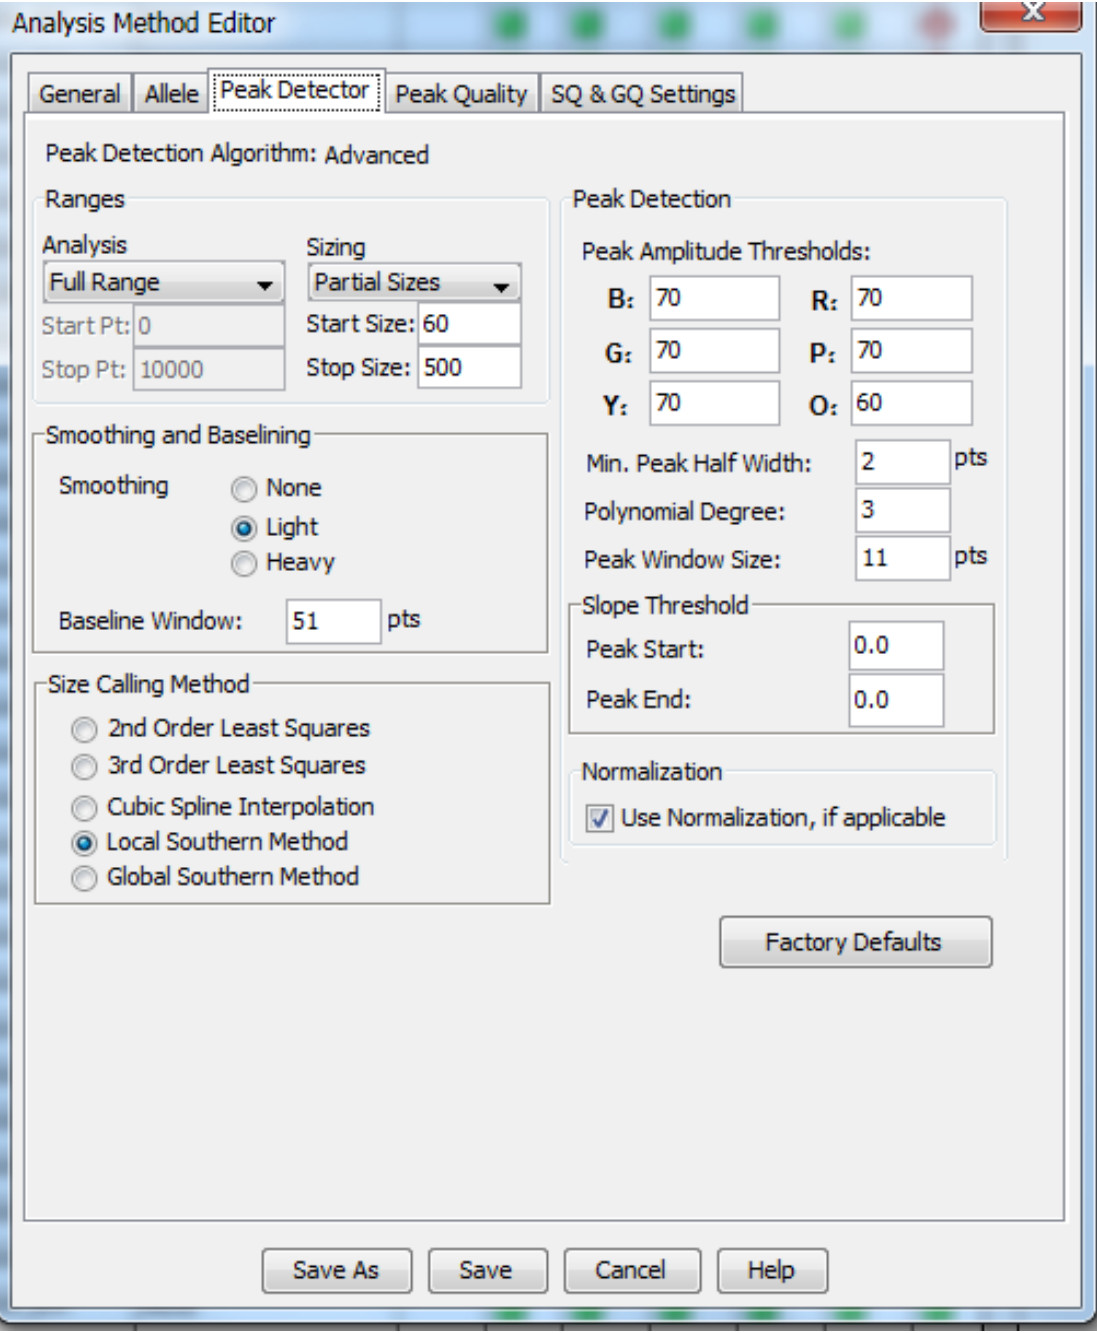 Analysis Method Editor
X
General Allele Peak Detector Peak Quality SQ & GQ Settings
Peak Detection Algorithm: Advanced
Ranges
Analysis
Full Range
Start Pt: 0
Stop Pt: 10000
Sizing
Partial Sizes
Start Size: 60
Stop Size: 500
Smoothing and Baselining
Smoothing
None
Light
Heavy
Baseline Window: 51 pts
Size Calling Method
2nd Order Least Squares
3rd Order Least Squares
Cubic Spline Interpolation
Local Southern Method
Global Southern Method
Peak Detection
Peak Amplitude Thresholds:
B: 70 R: 70
G: 70 P: 70
Y: 70 O: 60
Min. Peak Half Width: 2 pts
Polynomial Degree: 3
Peak Window Size: 11 pts
Slope Threshold
Peak Start: 0.0
Peak End: 0.0
Normalization
Use Normalization, if applicable
Factory Defaults
Save As Save Cancel Help